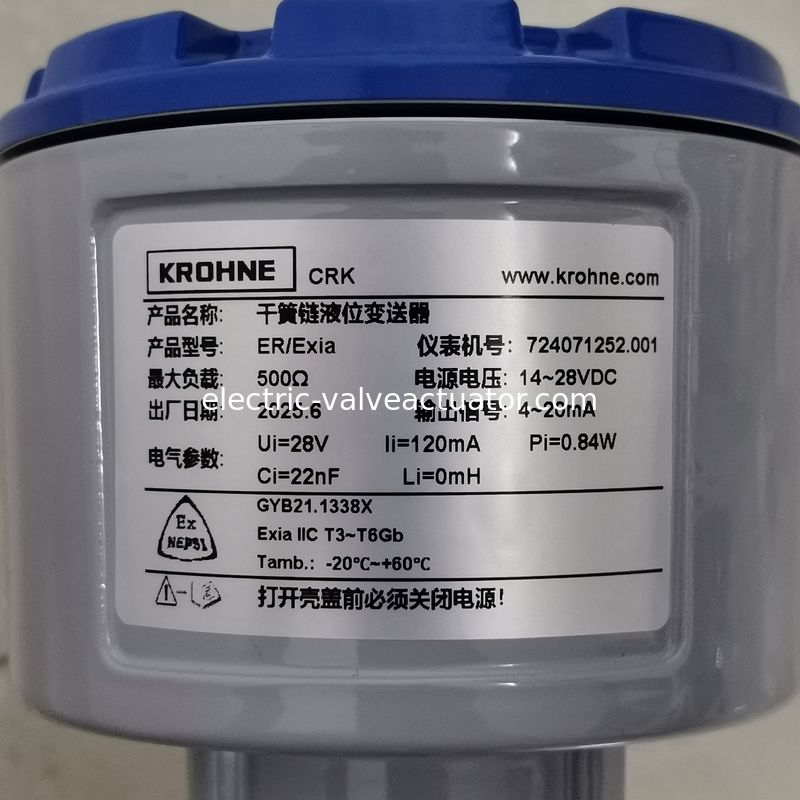 KROHNE CRK www.krohne.com
产品名称: 干簧链液位变送器
产品型号: ER/Exia 仪表机号: 724071252.001
最大负载: 500Ω 电源电压: 14~28VDC
出厂日期: 2025.6 输出信号: 4~20mA
electric-valveactuator.com
电气参数: Ui=28V Ii=120mA Pi=0.84W
Ci=22nF Li=0mH
Ex NEPSI
GYB21.1338X
Exia IIC T3~T6Gb
Tamb.: -20℃~+60℃
打开壳盖前必须关闭电源!